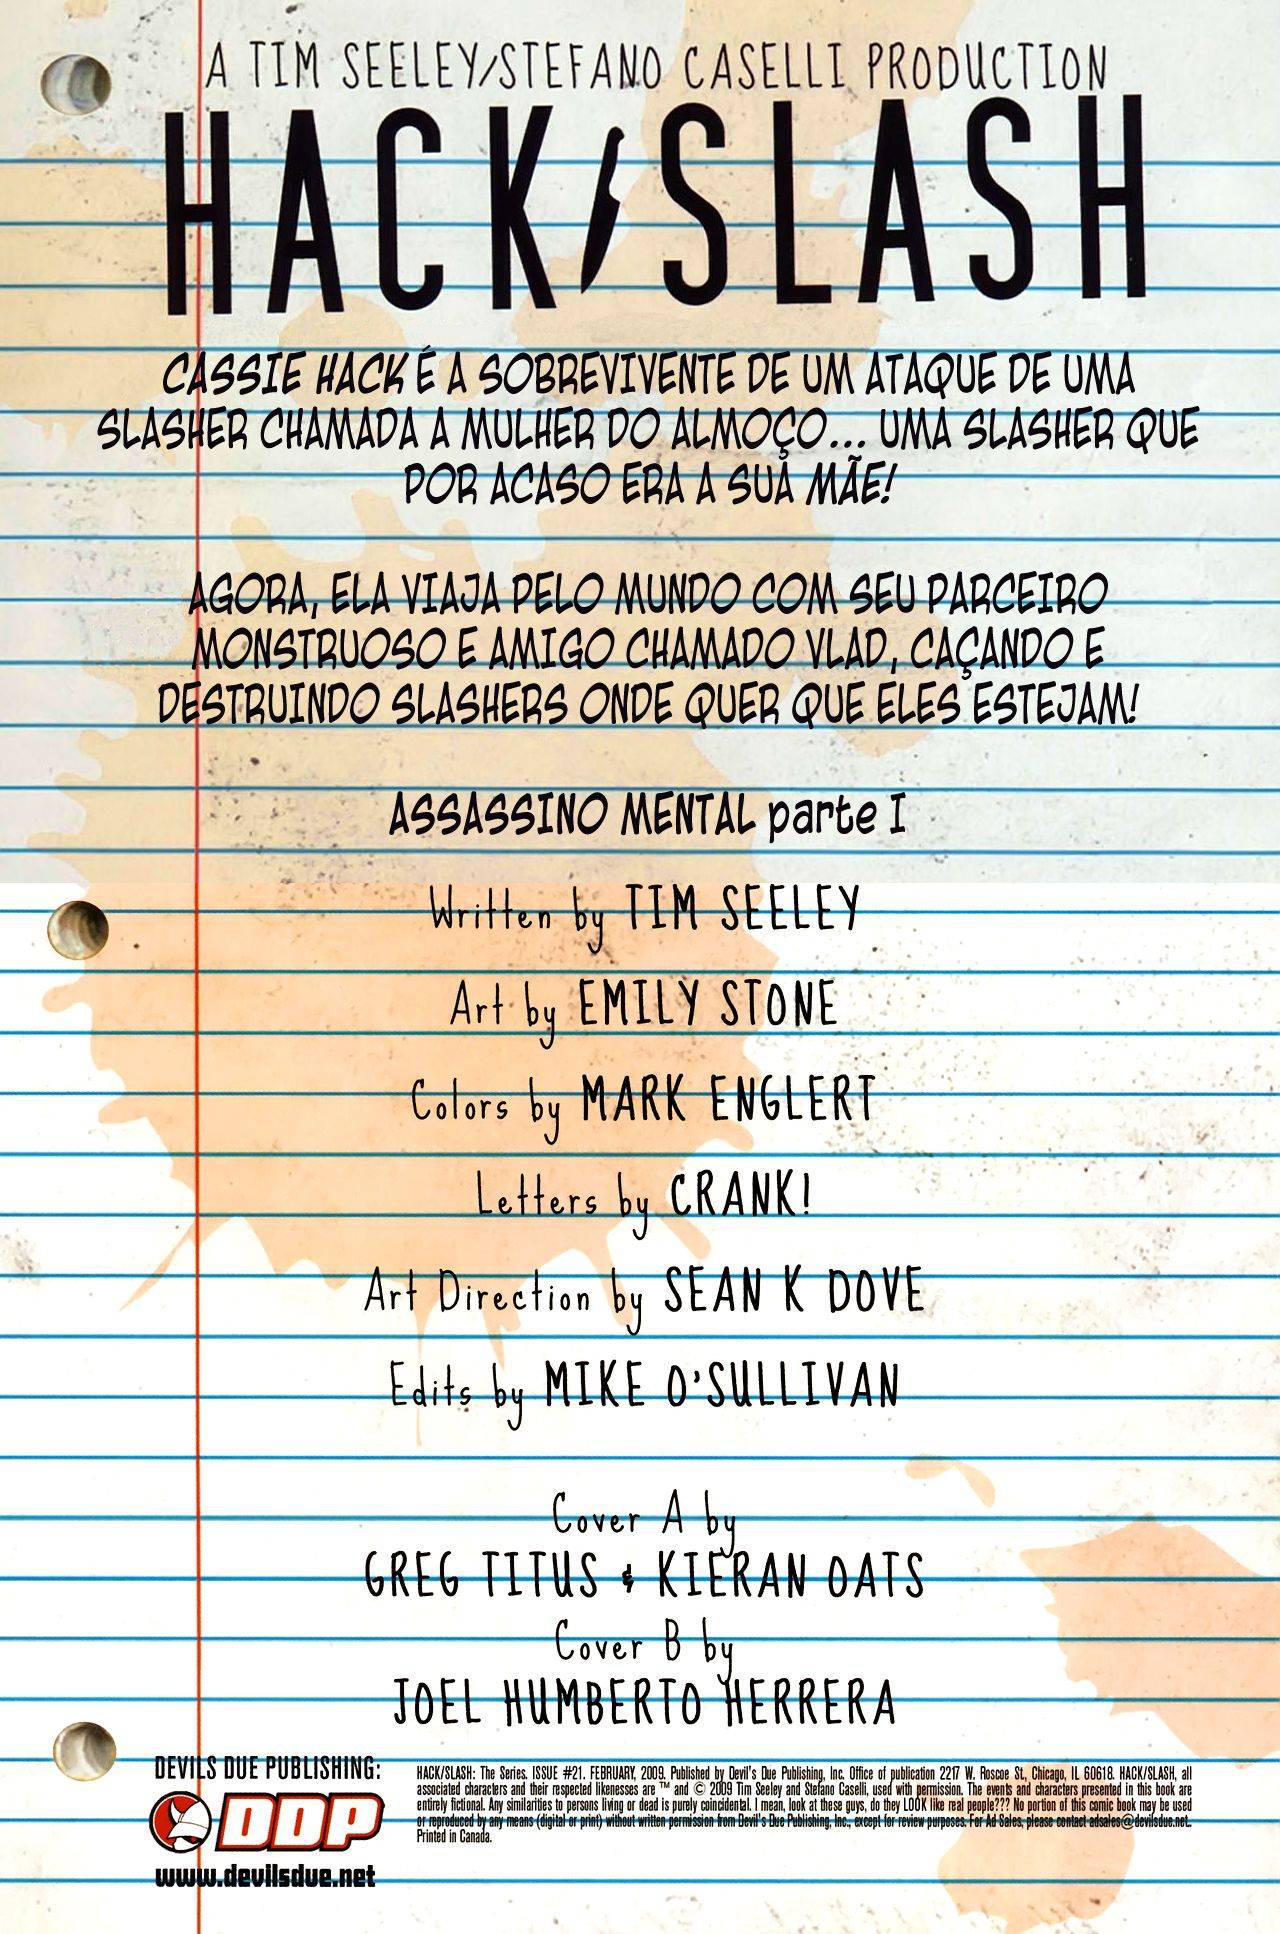 A TIM SEELEY/STEFANO CASELLI PRODUCTION
HACK/SLASH
CASSIE HACK É A SOBREVIVENTE DE UM ATAQUE DE UMA
SLASHER CHAMADA A MULHER DO ALMOÇO... UMA SLASHER QUE
POR ACASO ERA A SUA MÃE!
AGORA, ELA VIAJA PELO MUNDO COM SEU PARCEIRO
MONSTRUOSO E AMIGO CHAMADO VLAD, CAÇANDO E
DESTRUINDO SLASHERS ONDE QUER QUE ELES ESTEJAM!
ASSASSINO MENTAL parte I
Written by TIM SEELEY
Art by EMILY STONE
Colors by MARK ENGLERT
Letters by CRANK!
Art Direction by SEAN K DOVE
Edits by MIKE O'SULLIVAN
Cover A by
GREG TITUS & KIERAN OATS
Cover B by
JOEL HUMBERTO HERRERA
DEVILS DUE PUBLISHING:
DDP
www.devilsdue.net
HACK/SLASH: The Series. ISSUE #21. FEBRUARY, 2009. Published by Devil's Due Publishing, Inc. Office of publication 2217 W. Roscoe St., Chicago, IL 60618. HACK/SLASH, all
associated characters and their respected likenesses are ™ and © 2009 Tim Seeley and Stefano Caselli, used with permission. The events and characters presented in this book are
entirely fictional. Any similarities to persons living or dead is purely coincidental. I mean, look at these guys, do they LOOK like real people??? No portion of this comic book may be used
or reproduced by any means (digital or print) without written permission from Devil's Due Publishing, Inc., except for review purposes. For Ad Sales, please contact adsales@devilsdue.net.
Printed in Canada.